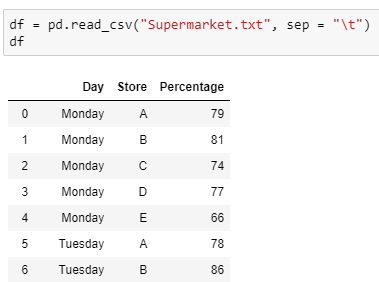 df = pd.read_csv("Supermarket.txt", sep = "\t")
df
Day Store Percentage
0 Monday A 79
1 Monday B 81
2 Monday C 74
3 Monday D 77
4 Monday E 66
5 Tuesday A 78
6 Tuesday B 86